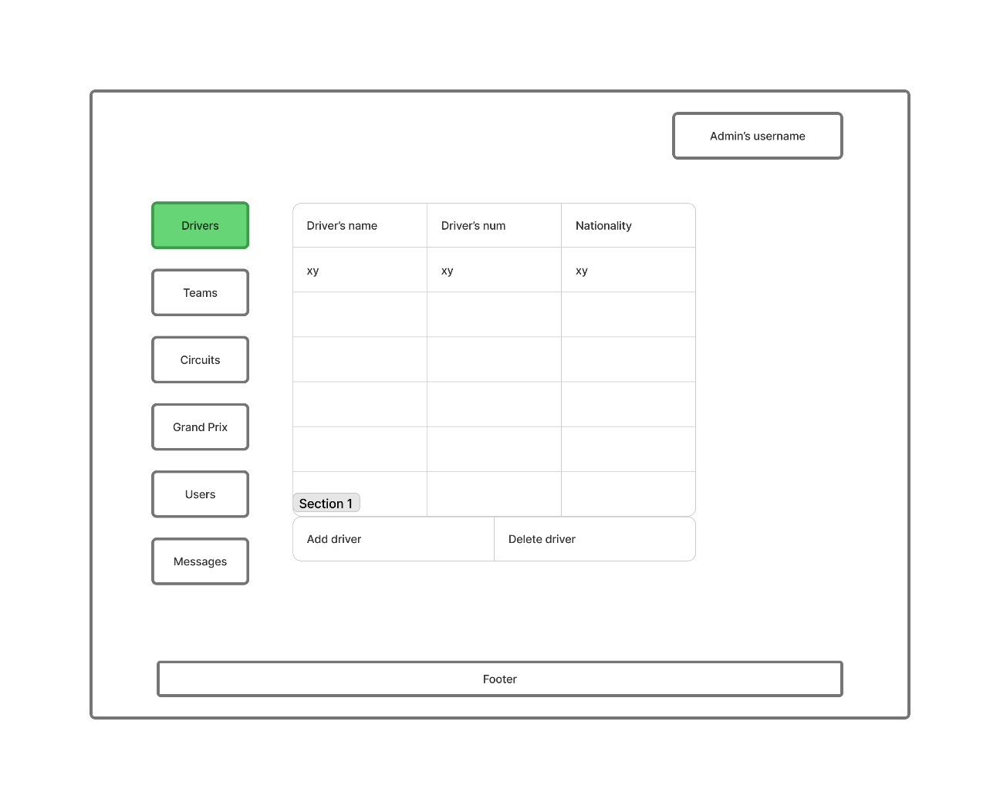 Admin’s username
Drivers
Teams
Circuits
Grand Prix
Users
Messages
Driver’s name
Driver’s num
Nationality
xy
xy
xy
Section 1
Add driver
Delete driver
Footer